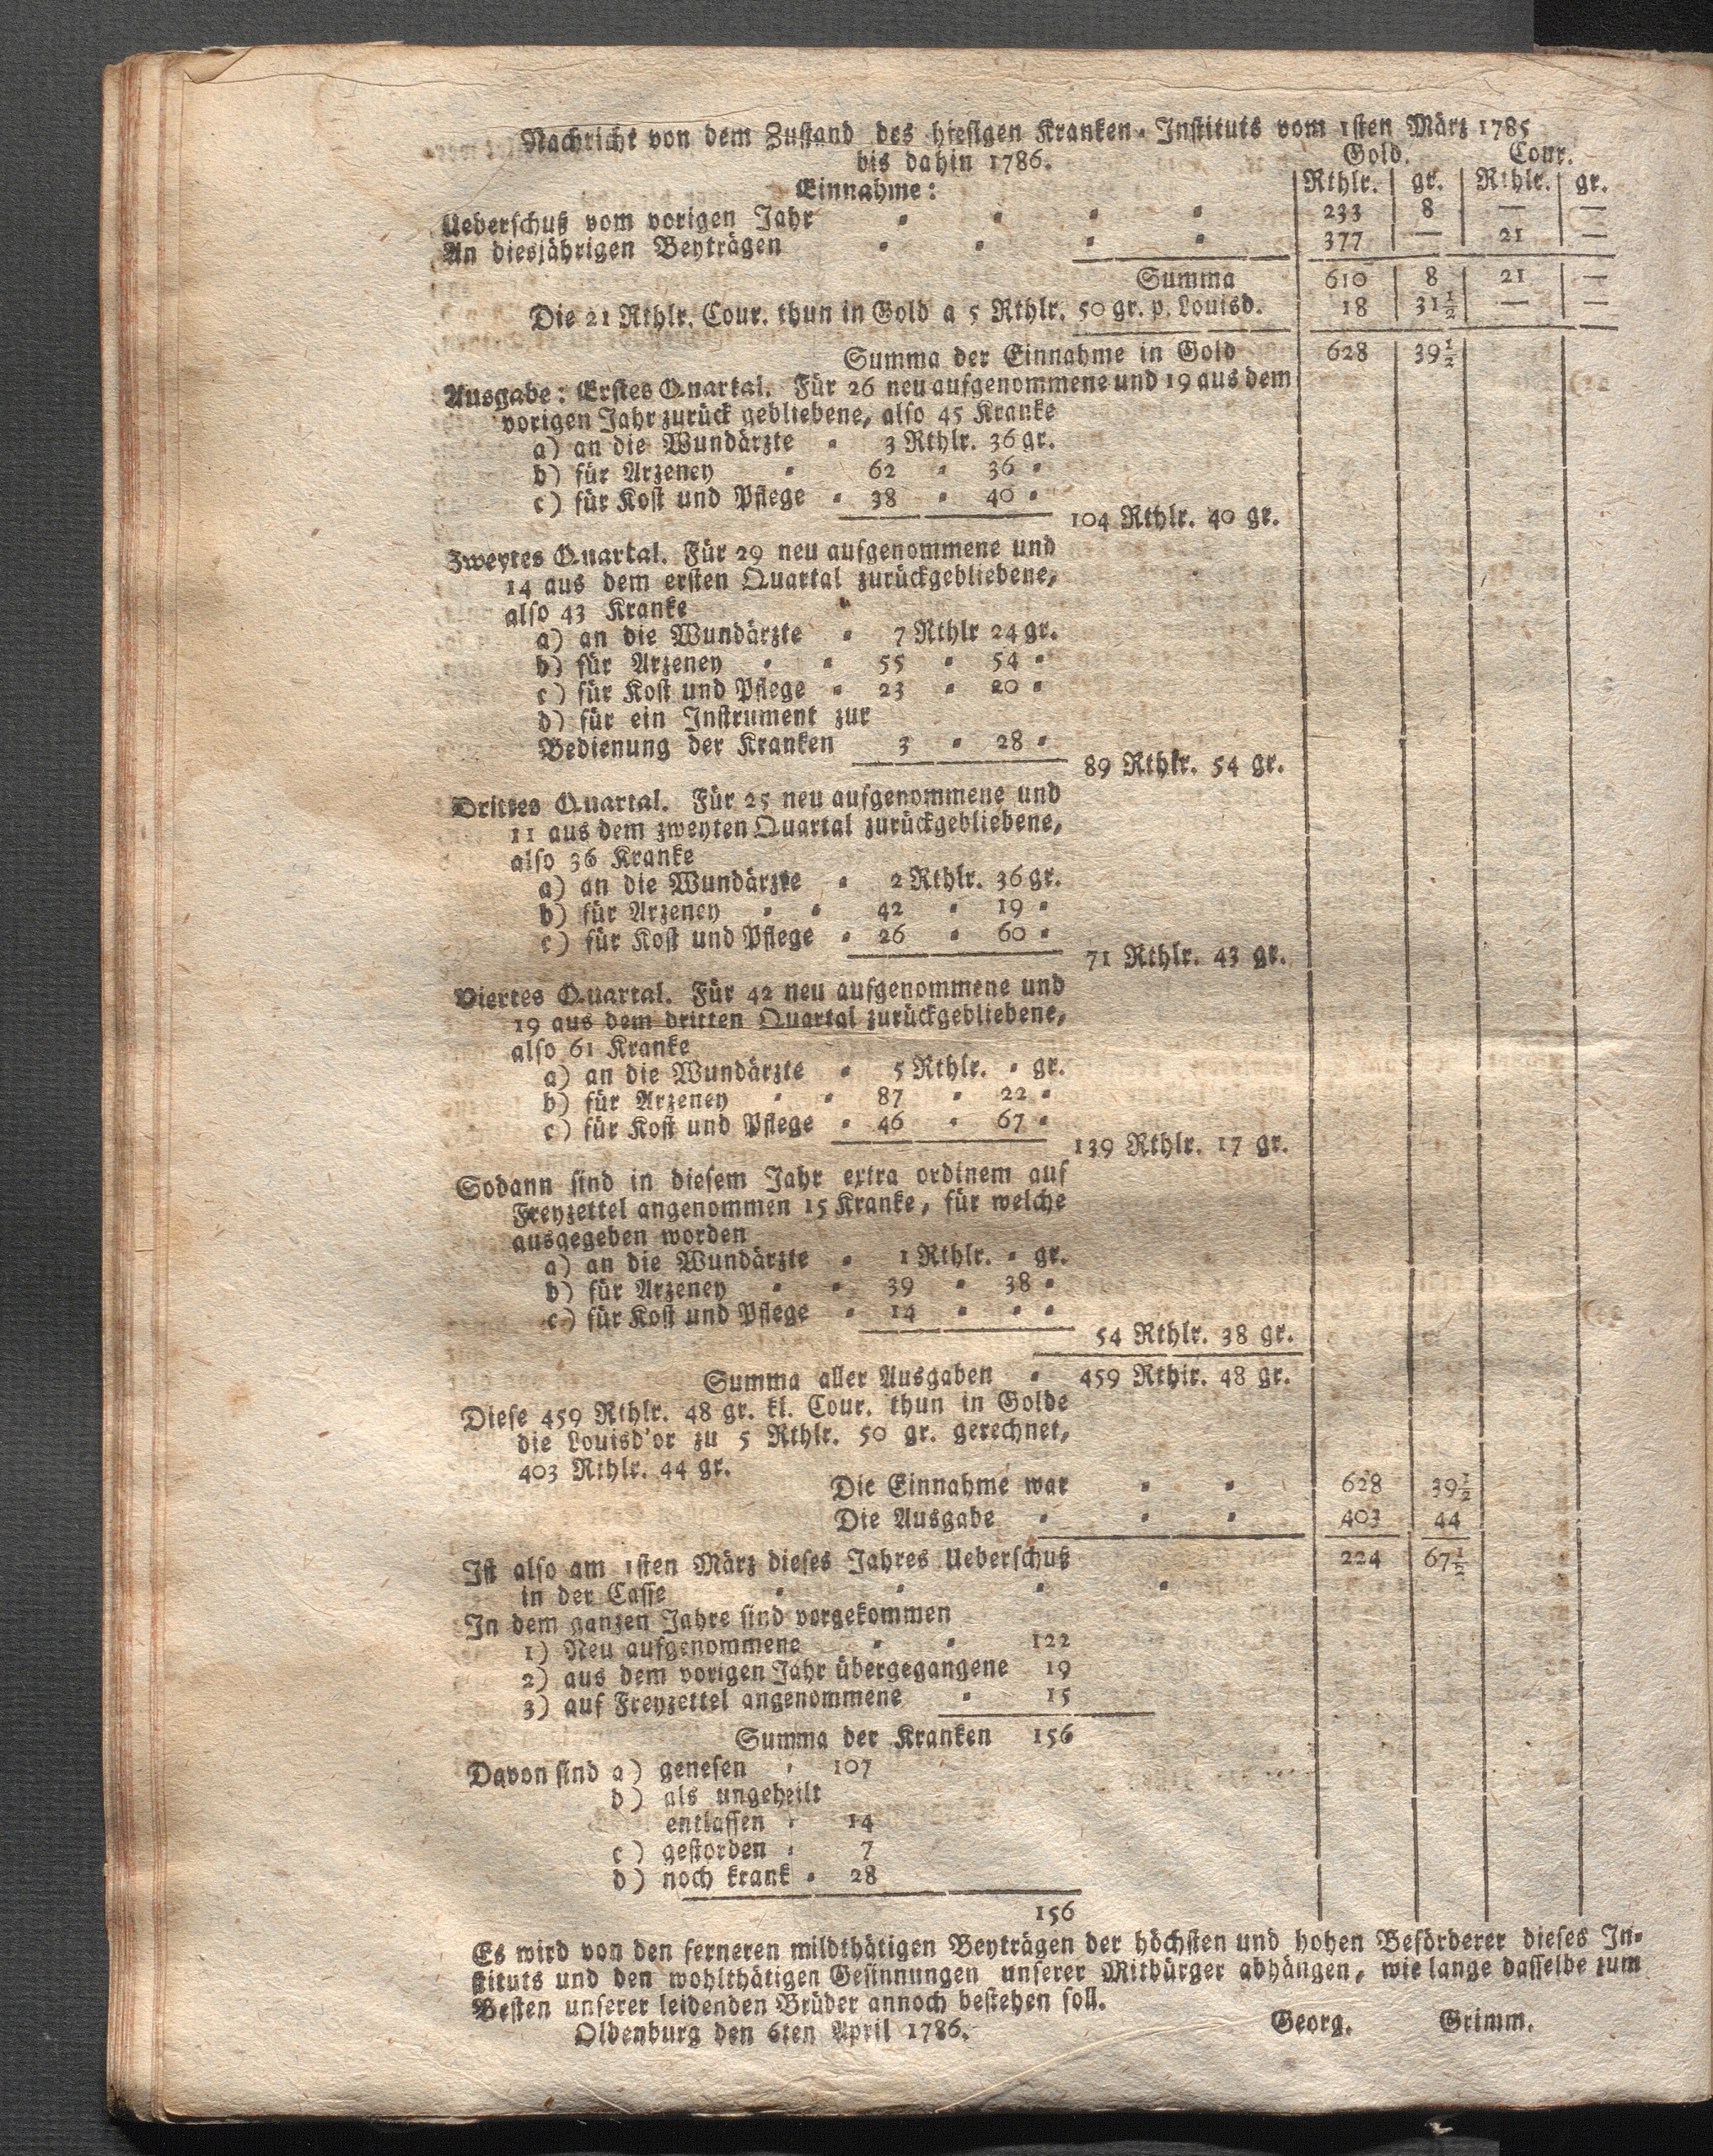 Nachricht von dem Zustand des hiesigen Kranken-Instituts vom 1sten März 1785
bis dahin 1786.
Gold. Cour.
Einnahme: Rthlr. gr. Rthlr. gr.
Ueberschuß vom vorigen Jahr = = = = 233 8 — —
An diesjährigen Beyträgen = = = = 377 — 21 —
Summa 610 8 21 —
Die 21 Rthlr. Cour. thun in Gold a 5 Rthlr. 50 gr. p. Louisd. 18 31½ — —
Summa der Einnahme in Gold 628 39½
Ausgabe: Erstes Quartal. Für 26 neu aufgenommene und 19 aus dem
vorigen Jahr zurück gebliebene, also 45 Kranke
a) an die Wundärzte = 3 Rthlr. 36 gr.
b) für Arzeney = 62 = 36 =
c) für Kost und Pflege = 38 = 40 =
104 Rthlr. 40 gr.
Zweytes Quartal. Für 29 neu aufgenommene und
14 aus dem ersten Quartal zurückgebliebene,
also 43 Kranke =
a) an die Wundärzte = 7 Rthlr 24 gr.
b) für Arzeney = = 55 = 54 =
c) für Kost und Pflege = 23 = 20 =
d) für ein Instrument zur
Bedienung der Kranken 3 = 28 =
89 Rthlr. 54 gr.
Drittes Quartal. Für 25 neu aufgenommene und
11 aus dem zweyten Quartal zurückgebliebene,
also 36 Kranke
a) an die Wundärzte = 2 Rthlr. 36 gr.
b) für Arzeney = = 42 = 19 =
c) für Kost und Pflege = 26 = 60 =
71 Rthlr. 43 gr.
Viertes Quartal. Für 42 neu aufgenommene und
19 aus dem dritten Quartal zurückgebliebene,
also 61 Kranke
a) an die Wundärzte = 5 Rthlr. = gr.
b) für Arzeney = = 87 = 22 =
c) für Kost und Pflege = 46 = 67 =
139 Rthlr. 17 gr.
Sodann sind in diesem Jahr extra ordinem auf
Freyzettel angenommen 15 Kranke, für welche
ausgegeben worden
a) an die Wundärzte = 1 Rthlr. = gr.
b) für Arzeney = = 39 = 38 =
c) für Kost und Pflege = 14 = = =
54 Rthlr. 38 gr.
Summa aller Ausgaben = 459 Rthlr. 48 gr.
Diese 459 Rthlr. 48 gr. kl. Cour. thun in Golde
die Louisd'or zu 5 Rthlr. 50 gr. gerechnet,
403 Rthlr. 44 gr.
Die Einnahme war = = 628 39½
Die Ausgabe = = = 403 44
Ist also am 1sten März dieses Jahres Ueberschuß 224 67½
in der Casse = = = =
In dem ganzen Jahre sind vorgekommen
1) Neu aufgenommene = = 122
2) aus dem vorigen Jahr übergegangene 19
3) auf Freyzettel angenommene = 15
Summa der Kranken 156
Davon sind a) genesen = 107
b) als ungeheilt
entlassen = 14
c) gestorben = 7
d) noch krank = 28
156
Es wird von den ferneren mildthätigen Beyträgen der höchsten und hohen Beförderer dieses In-
stituts und den wohlthätigen Gesinnungen unserer Mitbürger abhängen, wie lange dasselbe zum
Besten unserer leidenden Brüder annoch bestehen soll.
Oldenburg den 6ten April 1786. Georg. Grimm.